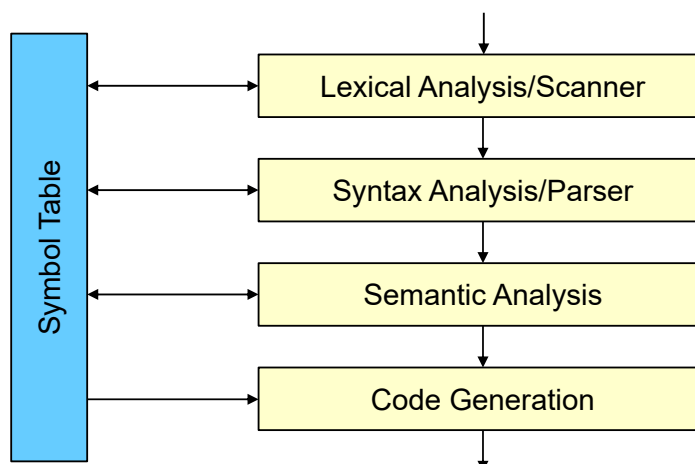 Symbol Table
Lexical Analysis/Scanner
Syntax Analysis/Parser
Semantic Analysis
Code Generation